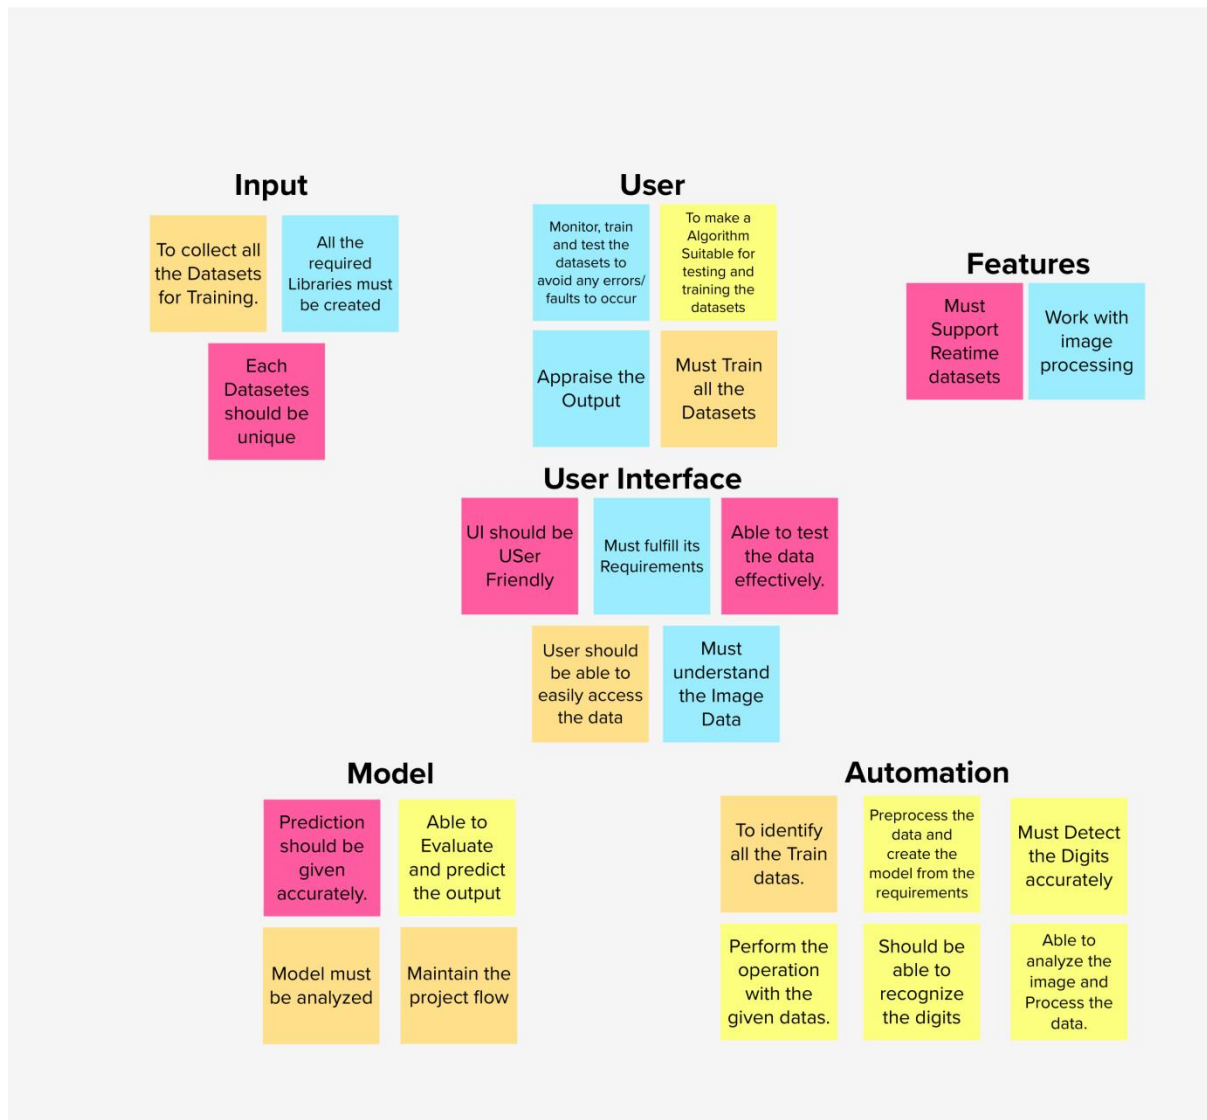 Input
To collect all
the Datasets
for Training.
All the
required
Libraries must
be created
Each
Datasetes
should be
unique
User
Monitor, train
and test the
datasets to
avoid any errors/
faults to occur
To make a
Algorithm
Suitable for
testing and
training the
datasets
Appraise the
Output
Must Train
all the
Datasets
Features
Must
Support
Reatime
datasets
Work with
image
processing
User Interface
UI should be
USer
Friendly
Must fulfill its
Requirements
Able to test
the data
effectively.
User should
be able to
easily access
the data
Must
understand
the Image
Data
Model
Prediction
should be
given
accurately.
Able to
Evaluate
and predict
the output
Model must
be analyzed
Maintain the
project flow
Automation
To identify
all the Train
datas.
Preprocess the
data and
create the
model from the
requirements
Must Detect
the Digits
accurately
Perform the
operation
with the
given datas.
Should be
able to
recognize
the digits
Able to
analyze the
image and
Process the
data.